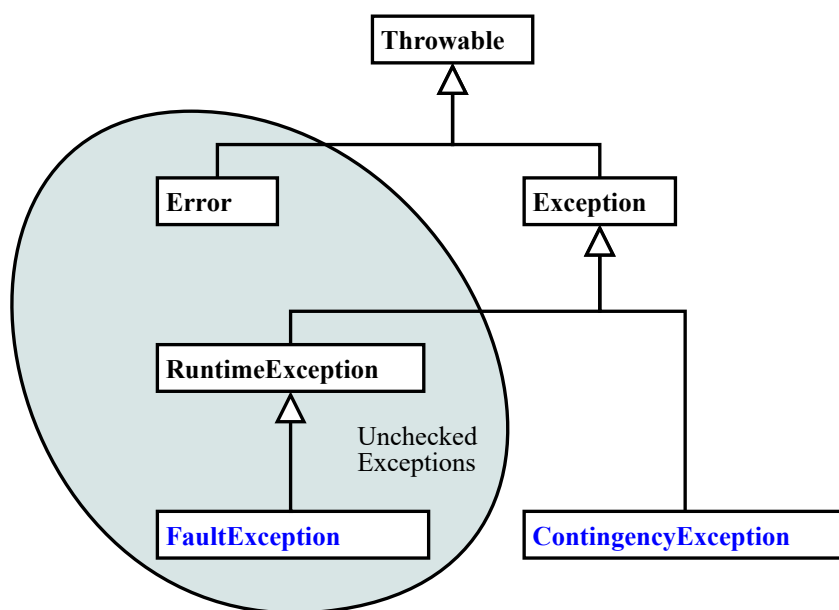 Throwable
Error
Exception
RuntimeException
Unchecked
Exceptions
FaultException
ContingencyException